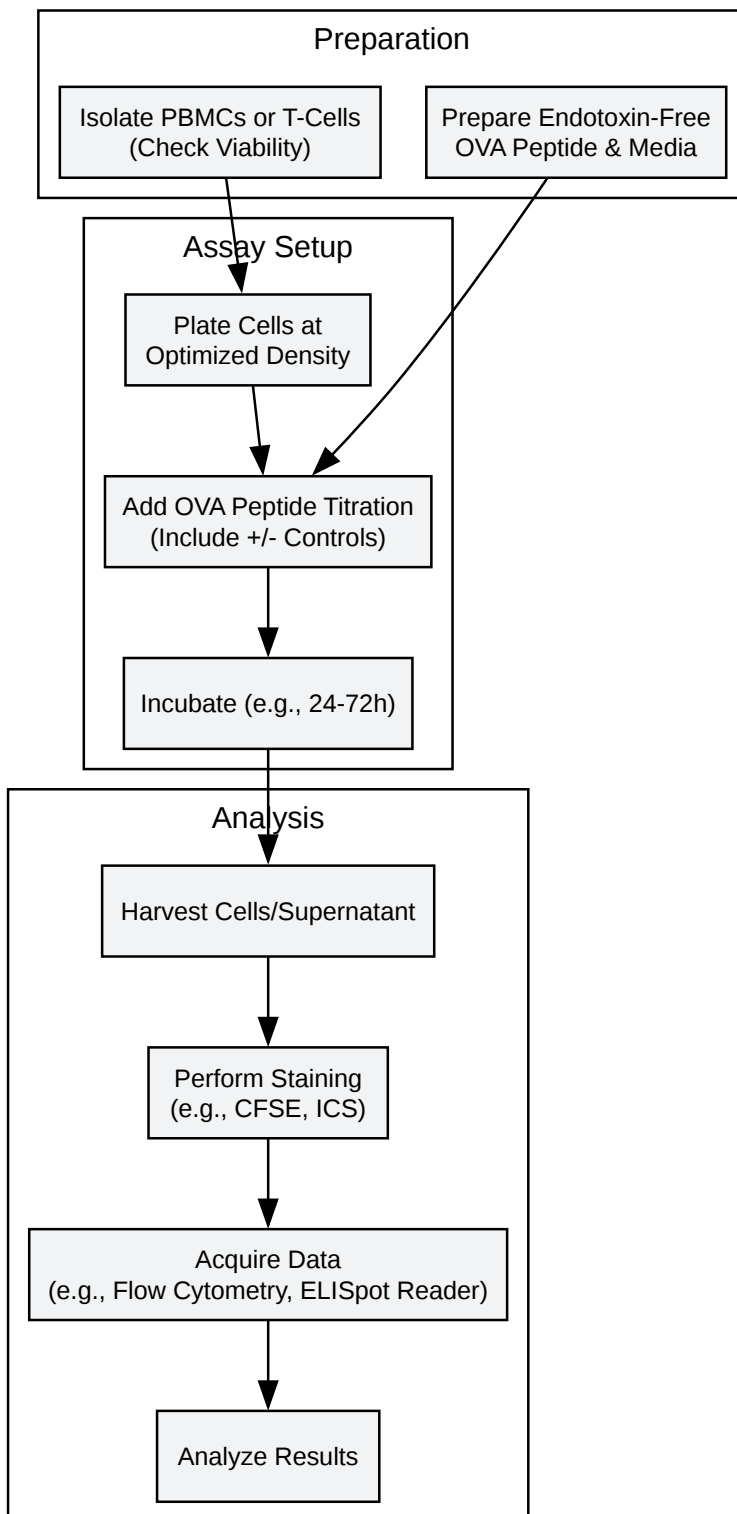 Preparation
Isolate PBMCs or T-Cells
(Check Viability)
Prepare Endotoxin-Free
OVA Peptide & Media
Assay Setup
Plate Cells at
Optimized Density
Add OVA Peptide Titration
(Include +/- Controls)
Incubate (e.g., 24-72h)
Analysis
Harvest Cells/Supernatant
Perform Staining
(e.g., CFSE, ICS)
Acquire Data
(e.g., Flow Cytometry, ELISpot Reader)
Analyze Results